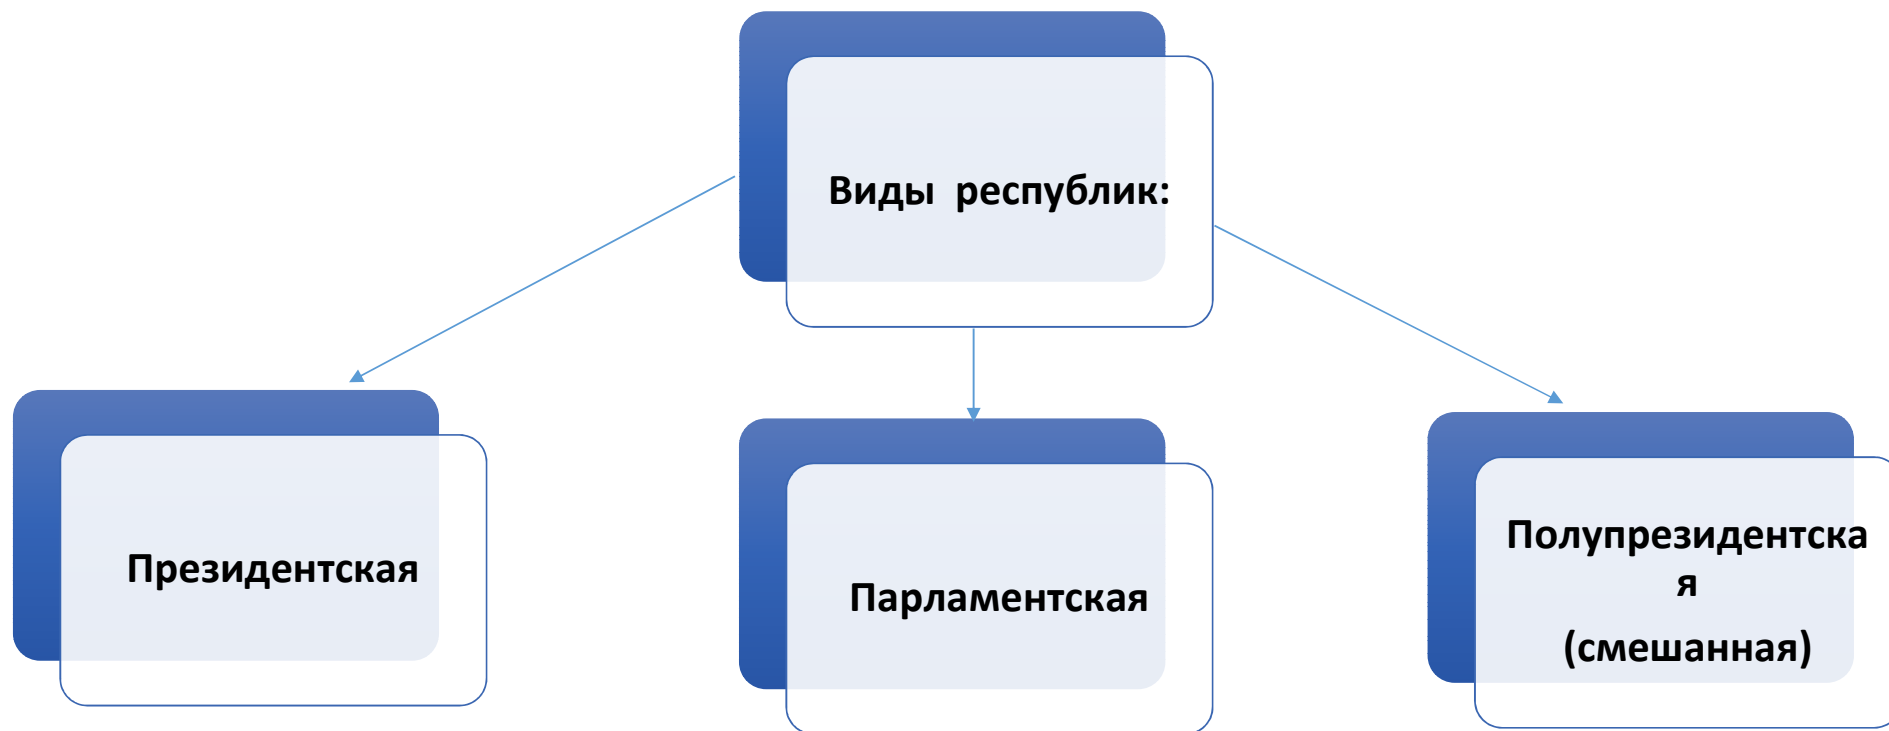 Виды  республик:
Президентская
Парламентская
Полупрезидентска
я
(смешанная)